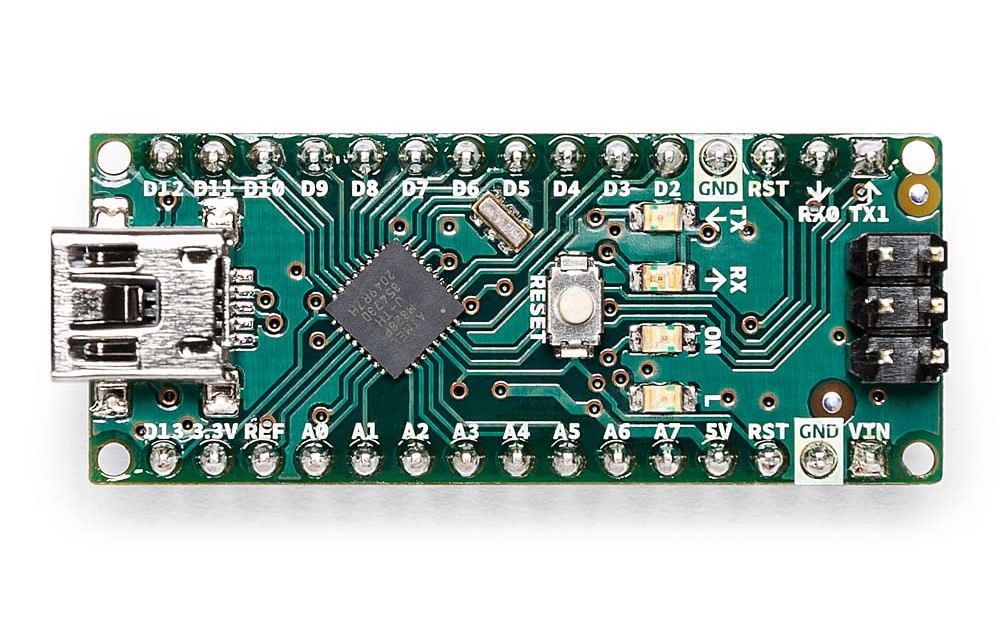 D12 D11 D10 D9 D8 D7 D6 D5 D4 D3 D2 GND RST RX0 TX1
TX
RX
ON
L
RESET
D13 3.3V REF A0 A1 A2 A3 A4 A5 A6 A7 5V RST GND VIN